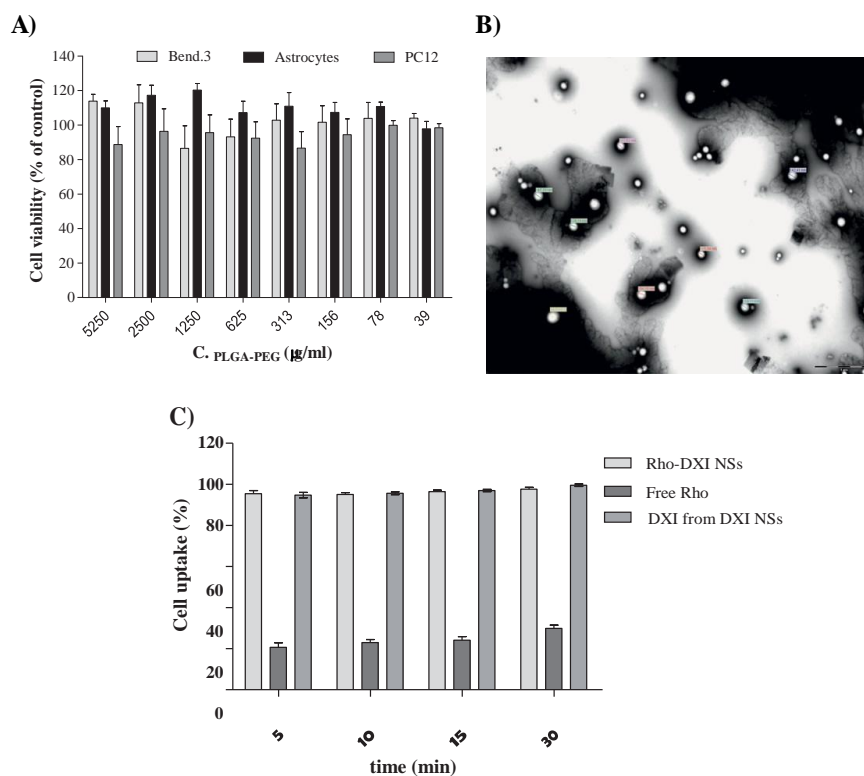 A)
Bend.3 Astrocytes PC12
140
120
100
80
60
40
20
0
Cell viability (% of control)
5250 2500 1250 625 313 156 78 39
C. PLGA-PEG (µg/ml)
B)
C)
120
100
80
60
40
20
0
Cell uptake (%)
Rho-DXI NSs
Free Rho
DXI from DXI NSs
5 10 15 30
time (min)